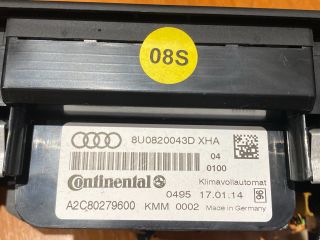 08S
8U0820043D XHA
04
0100
Continental
Klimavollautomat
0495 17.01.14
A2C80279600 KMM 0002 Made in Germany